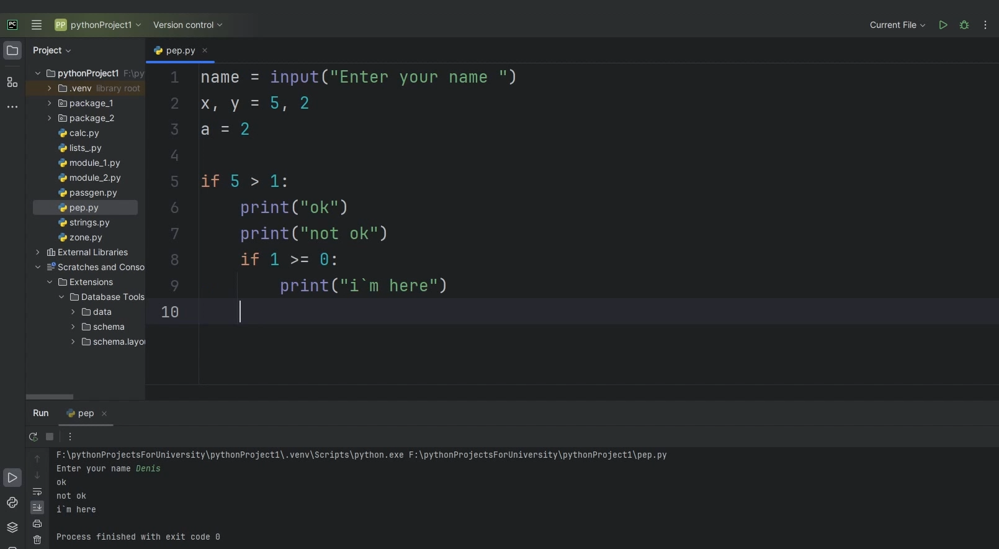 PC PP pythonProject1 Version control Current File
Project
pep.py
pythonProject1 F:\py
.venv library root
package_1
package_2
calc.py
lists_.py
module_1.py
module_2.py
passgen.py
pep.py
strings.py
zone.py
External Libraries
Scratches and Conso
Extensions
Database Tools
data
schema
schema.layou
1 name = input("Enter your name ")
2 x, y = 5, 2
3 a = 2
4
5 if 5 > 1:
6     print("ok")
7     print("not ok")
8     if 1 >= 0:
9         print("i`m here")
10
Run pep
F:\pythonProjectsForUniversity\pythonProject1\.venv\Scripts\python.exe F:\pythonProjectsForUniversity\pythonProject1\pep.py
Enter your name Denis
ok
not ok
i`m here
Process finished with exit code 0